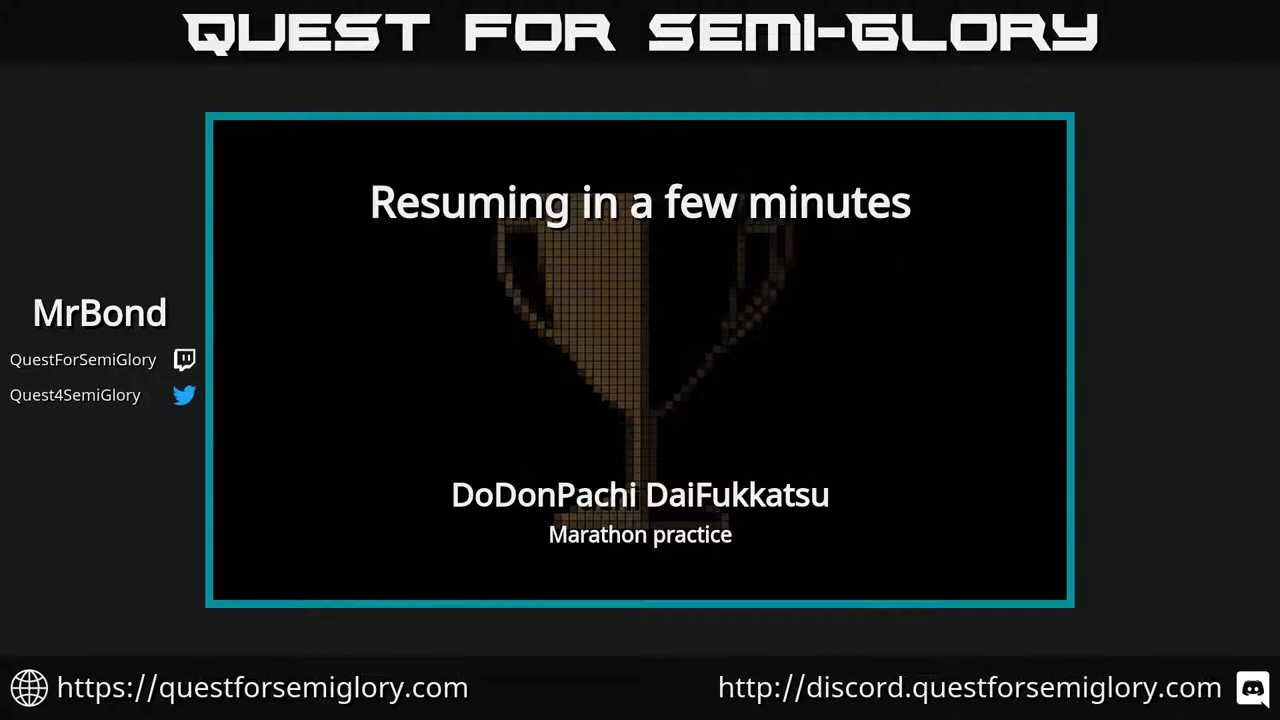 QUEST FOR SEMI-GLORY
Resuming in a few minutes
MrBond
QuestForSemiGlory
Quest4SemiGlory
DoDonPachi DaiFukkatsu
Marathon practice
https://questforsemiglory.com
http://discord.questforsemiglory.com